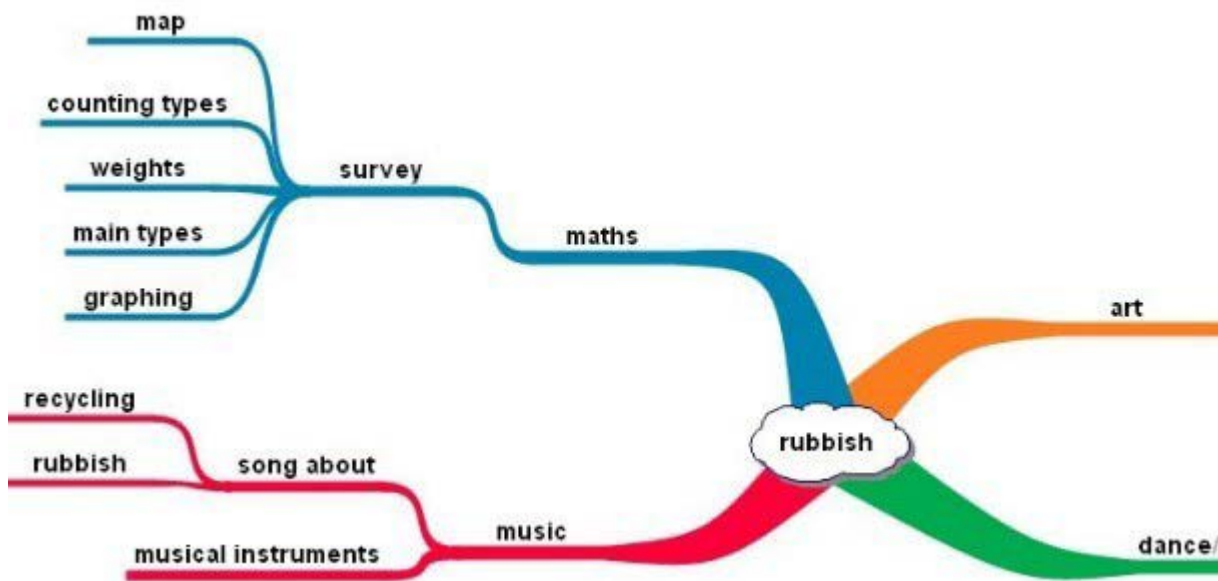 map
counting types
weights
main types
graphing
survey
maths
art
rubbish
recycling
rubbish
song about
musical instruments
music
dance/